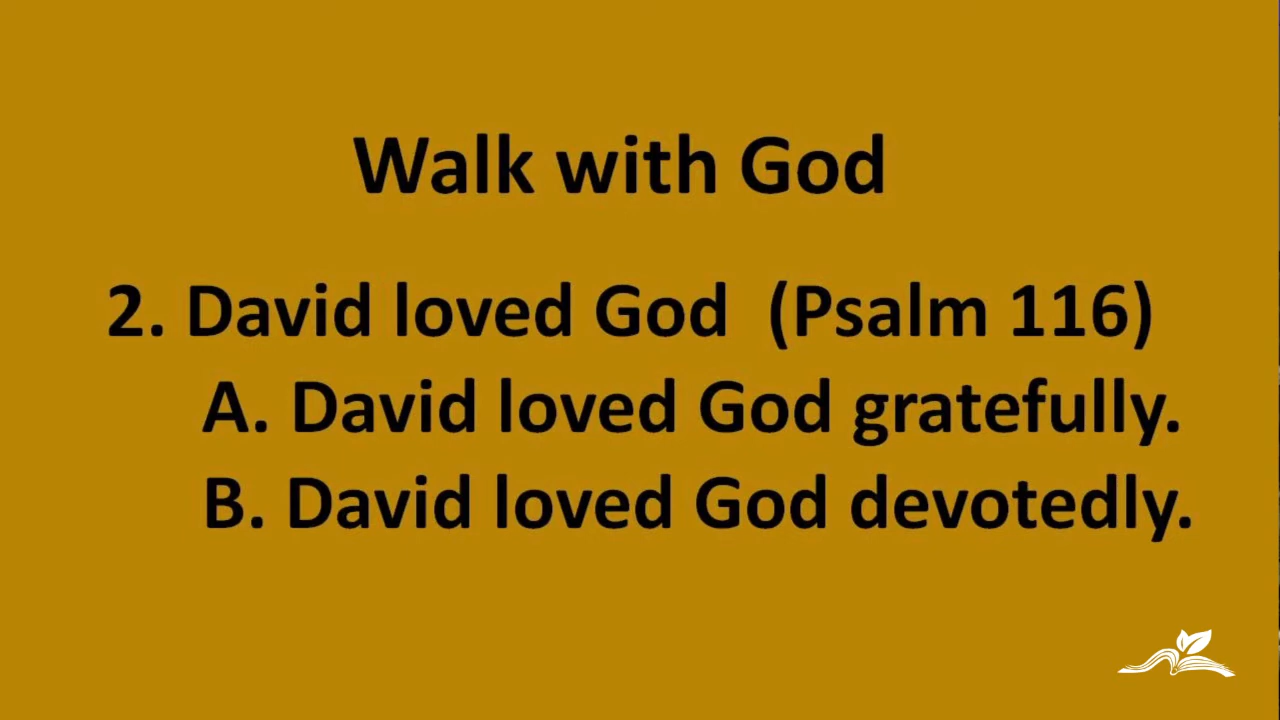 Walk with God
2. David loved God (Psalm 116)
A. David loved God gratefully.
B. David loved God devotedly.